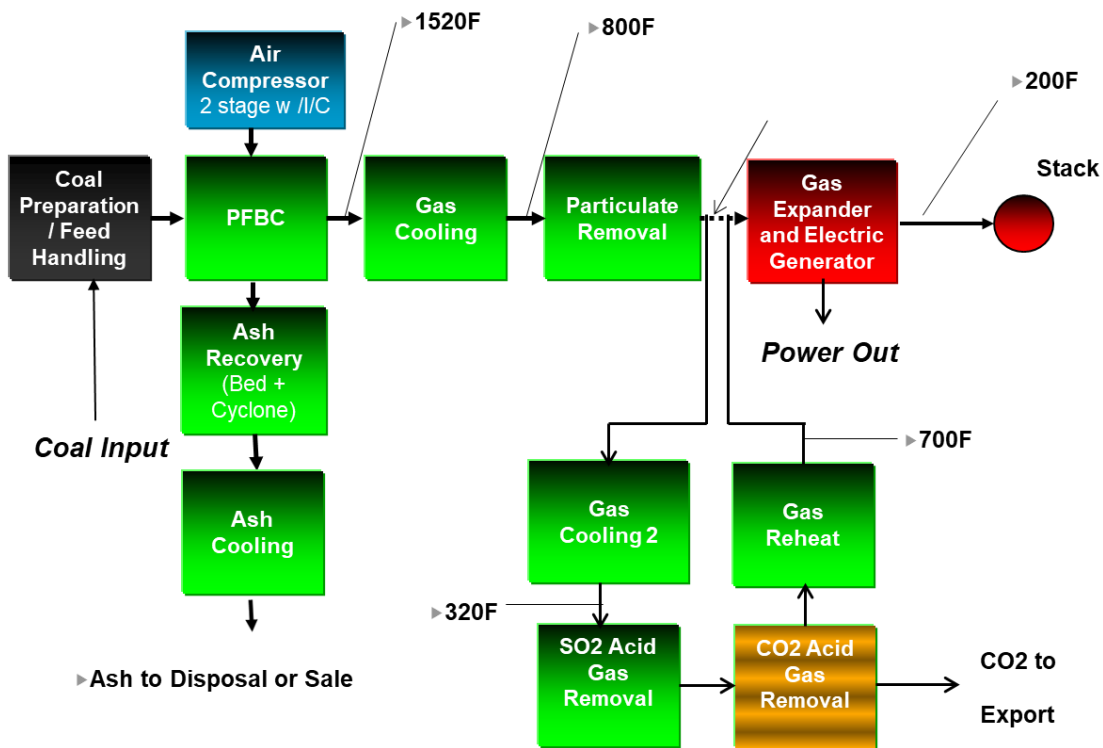 ▶1520F
▶800F
Air
Compressor
2 stage w /I/C
▶200F
Stack
Coal
Preparation
/ Feed
Handling
PFBC
Gas
Cooling
Particulate
Removal
Gas
Expander
and Electric
Generator
Ash
Recovery
(Bed +
Cyclone)
Power Out
Coal Input
▶700F
Ash
Cooling
Gas
Cooling 2
Gas
Reheat
▶320F
SO2 Acid
Gas
Removal
CO2 Acid
Gas
Removal
CO2 to
Export
▶Ash to Disposal or Sale